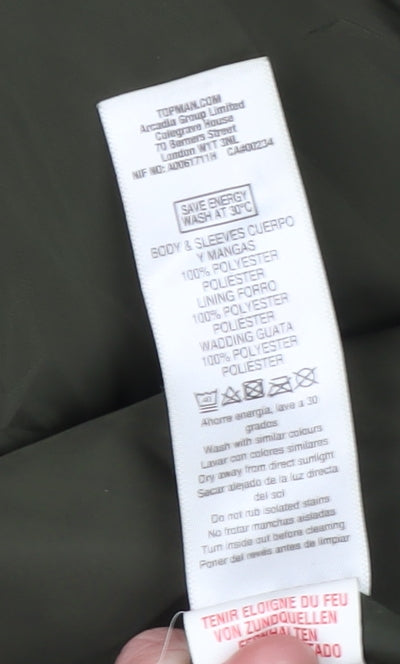 TOPMAN.COM
Arcadia Group Limited
Colegrave House
70 Berners Street
London W1T 3NL
NIF NO: A0061711H CA#00234
SAVE ENERGY
WASH AT 30°C
BODY & SLEEVES CUERPO
Y MANGAS
100% POLYESTER
POLIESTER
LINING FORRO
100% POLYESTER
POLIESTER
WADDING GUATA
100% POLYESTER
POLIESTER
40
Ahorre energia, lave a 30
grados
Wash with similar colours
Lavar con colores similares
Dry away from direct sunlight
Secar alejado de la luz directa
del sol
Do not rub isolated stains
No frotar manchas aisladas
Turn inside out before cleaning
Poner del revés antes de limpiar
TENIR ELOIGNE DU FEU
VON ZUNDQUELLEN
FERNHALTEN